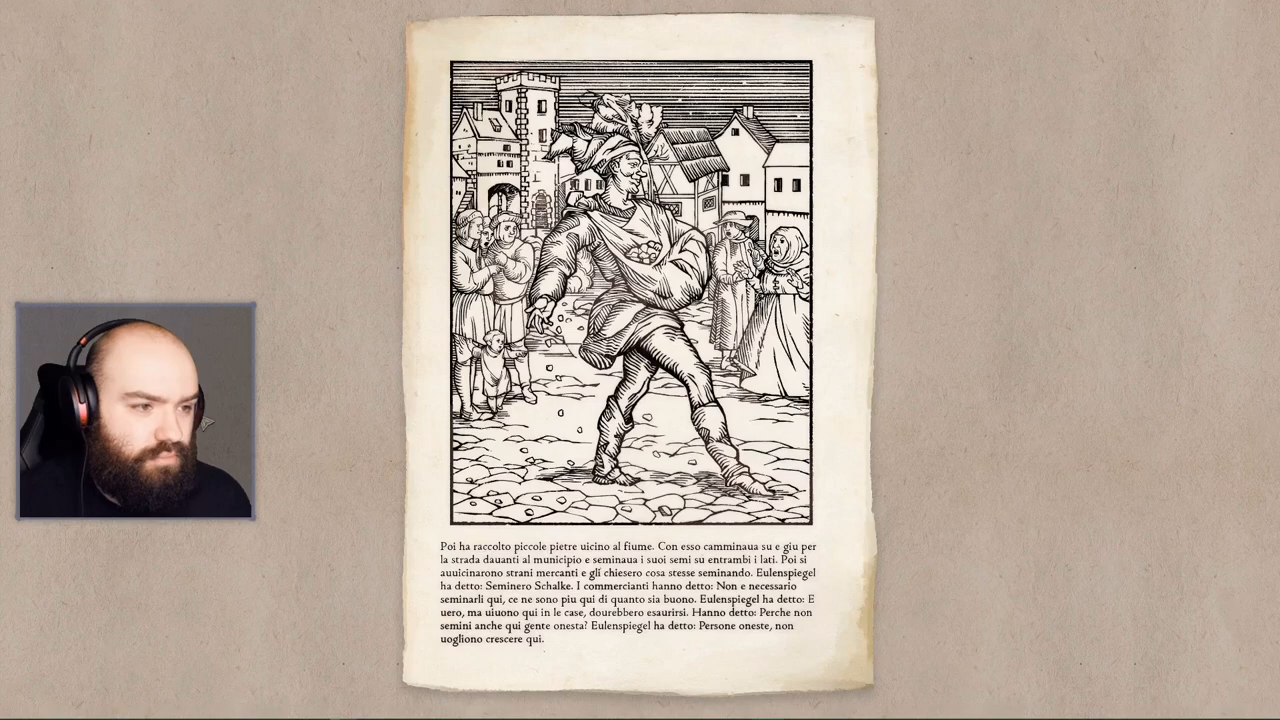 Poi ha raccolto piccole pietre uicino al fiume. Con esso camminaua su e giu per
la strada dauanti al municipio e seminaua i suoi semi su entrambi i lati. Poi si
auuicinarono strani mercanti e gli chiesero cosa stesse seminando. Eulenspiegel
ha detto: Seminero Schalke. I commercianti hanno detto: Non e necessario
seminarli qui, ce ne sono piu qui di quanto sia buono. Eulenspiegel ha detto: E
uero, ma uiuono qui in le case, dourebbero esaurirsi. Hanno detto: Perche non
semini anche qui gente onesta? Eulenspiegel ha detto: Persone oneste, non
uogliono crescere qui.